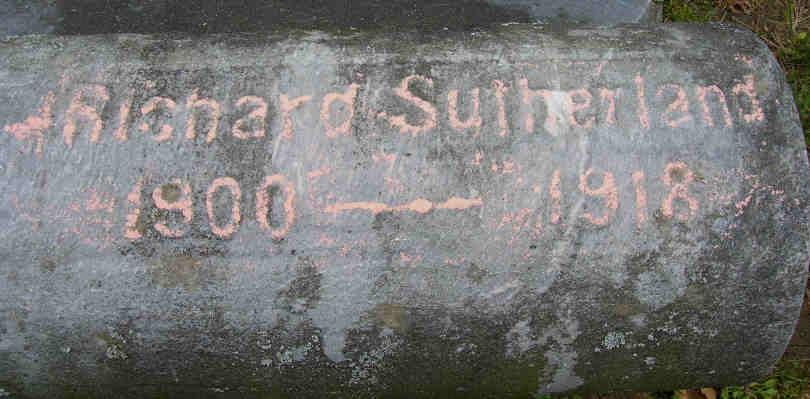 Richard Sutherland
1900 — 1918